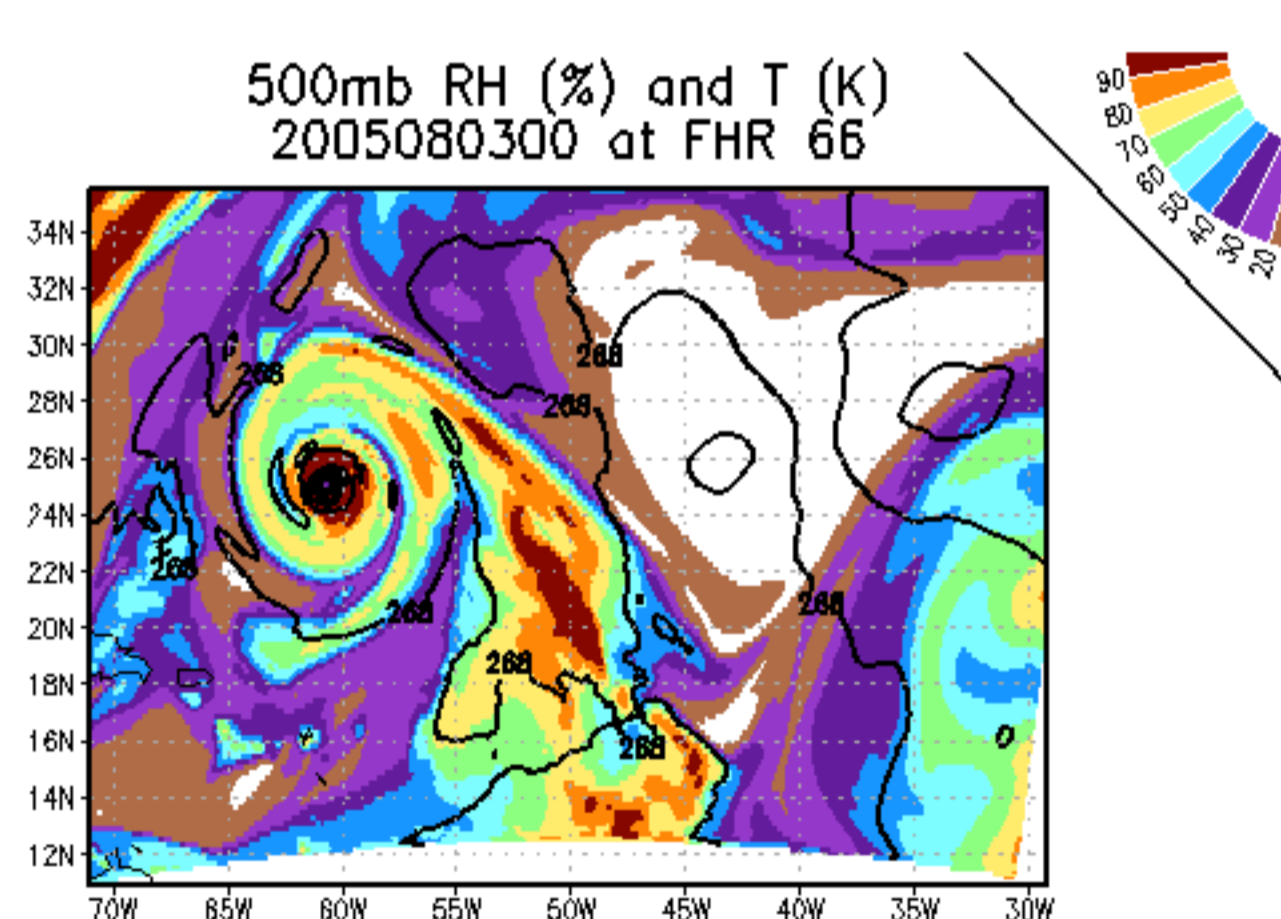 500mb RH (%) and T (K)
2005080300 at FHR 66
90
80
70
60
50
40
30
20
34N
32N
30N
28N
26N
24N
22N
20N
18N
16N
14N
12N
268
268
268
268
268
268
268
268
70W
65W
60W
55W
50W
45W
40W
35W
30W